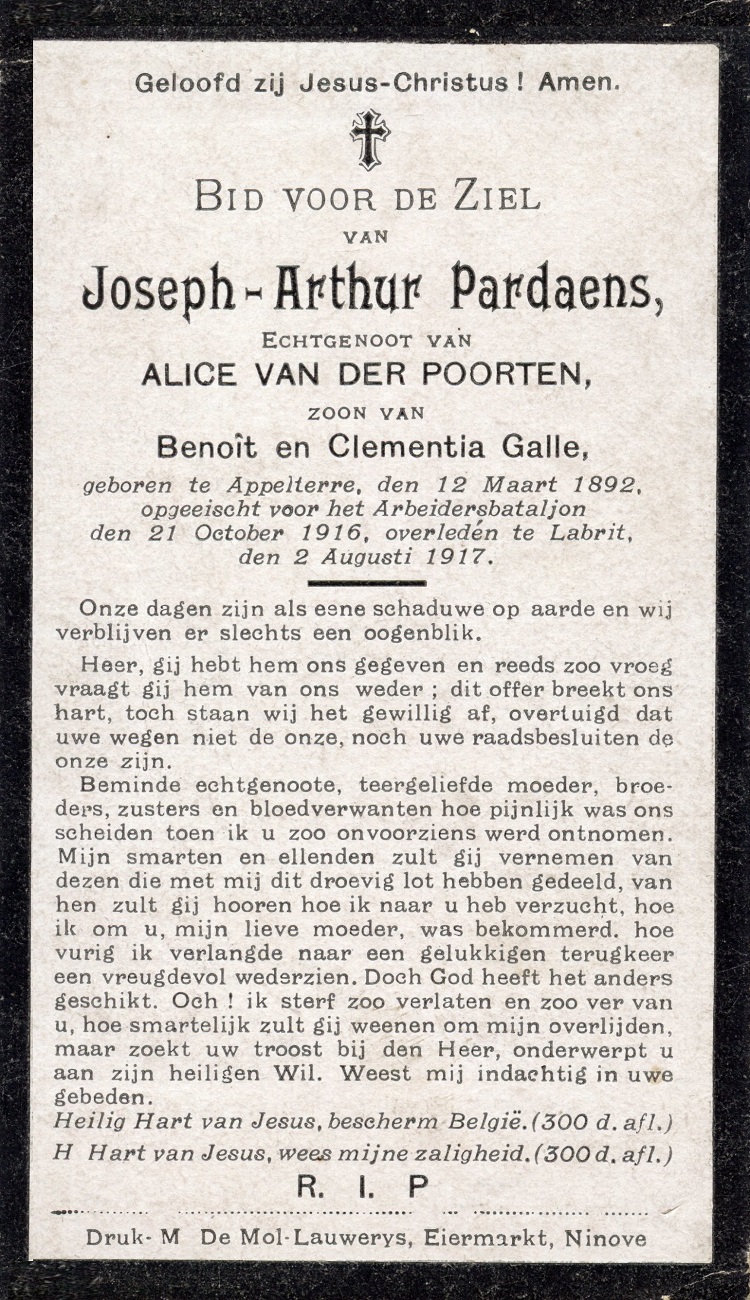 Geloofd zij Jesus-Christus! Amen.
BID VOOR DE ZIEL
VAN
Joseph-Arthur Pardaens,
ECHTGENOOT VAN
ALICE VAN DER POORTEN,
ZOON VAN
Benoît en Clementia Galle,
geboren te Appelterre, den 12 Maart 1892,
opgeeischt voor het Arbeidersbataljon
den 21 October 1916, overledén te Labrit,
den 2 Augusti 1917.
Onze dagen zijn als eene schaduwe op aarde en wij
verblijven er slechts een oogenblik.
Heer, gij hebt hem ons gegeven en reeds zoo vroeg
vraagt gij hem van ons weder; dit offer breekt ons
hart, toch staan wij het gewillig af, overtuigd dat
uwe wegen niet de onze, noch uwe raadsbesluiten de
onze zijn.
Beminde echtgenoote, teergeliefde moeder, broe-
ders, zusters en bloedverwanten hoe pijnlijk was ons
scheiden toen ik u zoo onvoorziens werd ontnomen.
Mijn smarten en ellenden zult gij vernemen van
dezen die met mij dit droevig lot hebben gedeeld, van
hen zult gij hooren hoe ik naar u heb verzucht, hoe
ik om u, mijn lieve moeder, was bekommerd. hoe
vurig ik verlangde naar een gelukkigen terugkeer
een vreugdevol wederzien. Doch God heeft het anders
geschikt. Och! ik sterf zoo verlaten en zoo ver van
u, hoe smartelijk zult gij weenen om mijn overlijden,
maar zoekt uw troost bij den Heer, onderwerpt u
aan zijn heiligen Wil. Weest mij indachtig in uwe
gebeden.
Heilig Hart van Jesus, bescherm België. (300 d. afl.)
H Hart van Jesus, wees mijne zaligheid. (300 d. afl.)
R. I. P
Druk- M De Mol-Lauwerys, Eiermarkt, Ninove